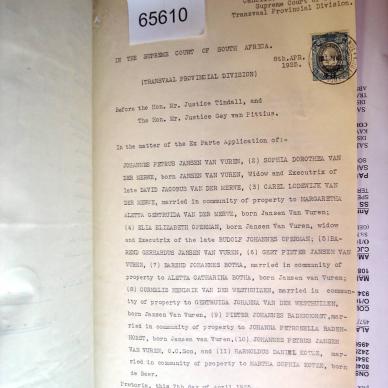 65610
Supreme Court of
Transvaal Provincial Division.
IN THE SUPREME COURT OF SOUTH AFRICA.
8th.APR.
1935.
(TRANSVAAL PROVINCIAL DIVISION)
Before the Hon. Mr. Justice Tindall, and
The Hon. Mr. Justice Gey van Pittius.
In the matter of the Ex Parte Application of:-
JOHANNES PETRUS JANSEN VAN VUREN, (2) SOPHIA DOROTHEA VAN
DER MERWE, born JANSEN VAN VUREN, Widow and Executrix of
late DAVID JACOBUS VAN DER MERWE, (3) CAREL LODEWIJK VAN
DER MERWE, married in community of property to MARGARETHA
ALETTA GERTRUIDA VAN DER MERWE, born Jansen Van Vuren;
(4) ELIA ELIZABETH OPERMAN, born Jansen van Vuren, widow
and Executrix of the late RUDOLF JOHANNES OPERMAN; (5)BA-
REND GERHARDUS JANSEN VAN VUREN, (6) GERT PIETER JANSEN VAN
VUREN, (7) BAREND JOHANNES BOTHA, married in community of
property to ALETTA CATHARINA BOTHA, born Jansen van Vuren;
(8) CORNELIS HENDRIK VAN DER WESTHUIZEN, married in commun-
ity of property to GERTRUIDA JOHANNA VAN DER WESTHUIZEN,
born Jansen Van Vuren, (9) PIETER JOHANNES BADENHORST,mar-
ried in community of property to JOHANNA PETRONELLA BADEN-
HORST, born Jansen van Vuren,(10) JOHANNES PETRUS JANSEN
VAN VUREN, G.C.Son, and (11) HARNOLDUS DANIEL KOTZE, mar-
ried in community of property to MARTHA SOPHIA KOTZE, born
de Beer.
Pretoria, this 7th day of April 1935.